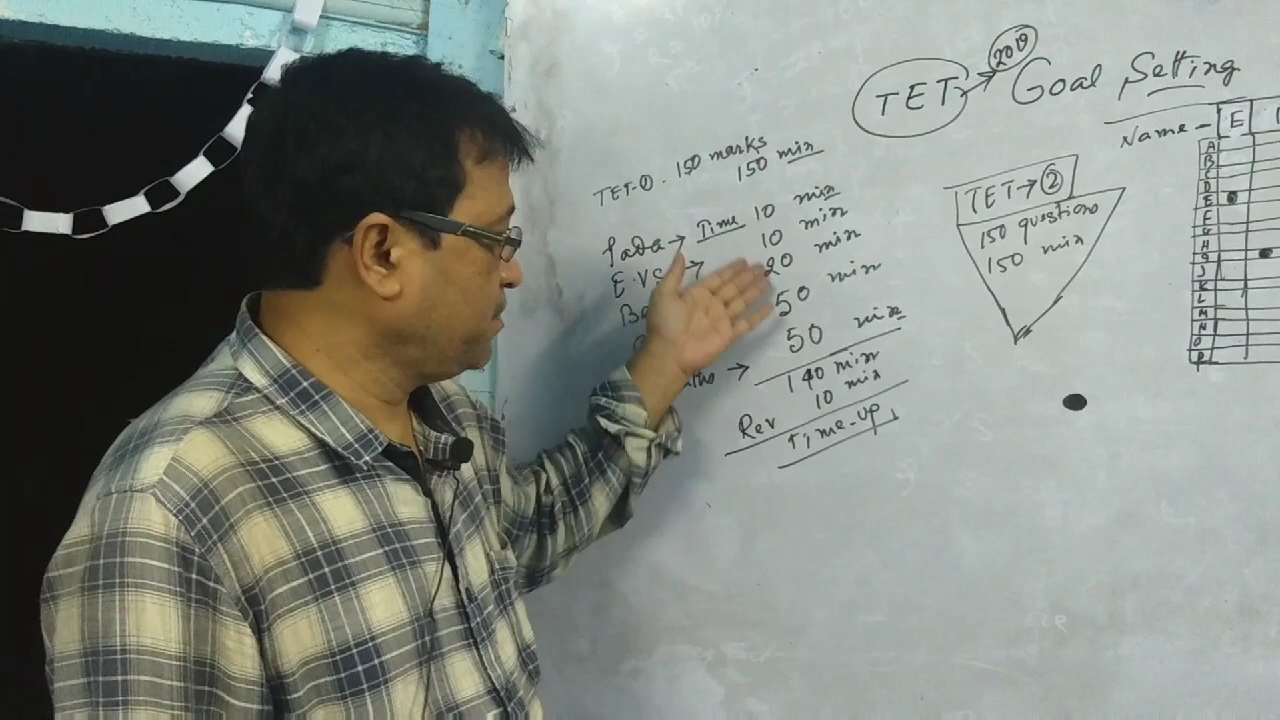 TET → 2019 Goal Setting
TET-① . 150 marks
150 min
Time 10 min
E.VS → 10 min
20 min
50 min
→ 50 min
140 min
Rev 10 min
Time-up
TET → ②
150 questions
150 min
Name - E
A
B
C
D
E
F
G
H
I
J
K
L
M
N
O
P